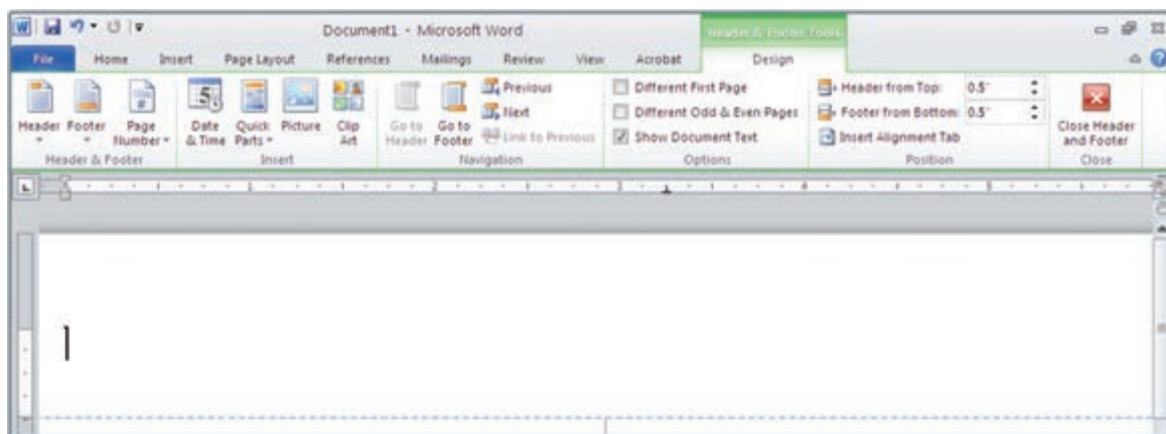 Document1 - Microsoft Word Header & Footer Tools
File Home Insert Page Layout References Mailings Review View Acrobat Design
Header Footer Page Number Date & Time Quick Parts Picture Clip Art Go to Header Go to Footer
Previous
Next
Link to Previous
Different First Page
Different Odd & Even Pages
Show Document Text
Header from Top: 0.5"
Footer from Bottom: 0.5"
Insert Alignment Tab
Close Header and Footer
Header & Footer Insert Navigation Options Position Close